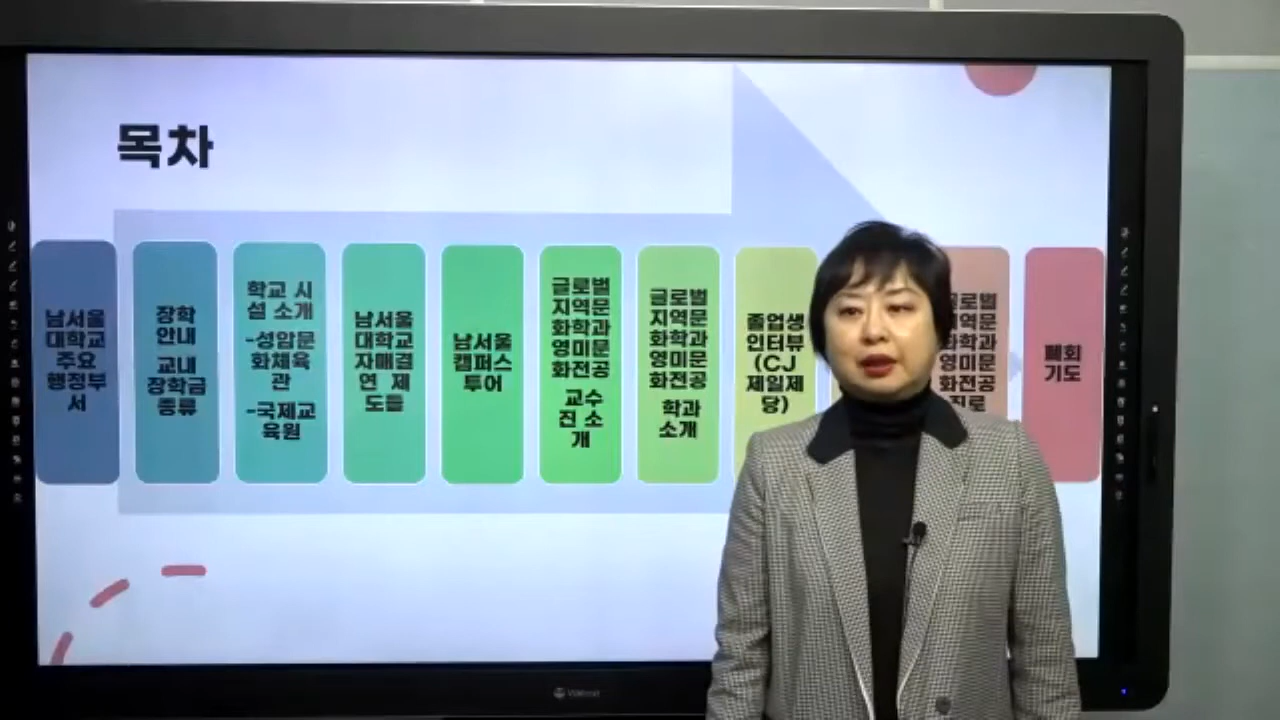 목차
남서울
대학교
주요
행정부
서
장학
안내
교내
장학금
종류
학교 시
설 소개
-성암문
화체육
관
-국제교
육원
남서울
대학교
자매결
연 제
도들
남서울
캠퍼스
투어
글로벌
지역문
화학과
영미문
화전공
교수
진 소
개
글로벌
지역문
화학과
영미문
화전공
학과
소개
졸업생
인터뷰
(CJ
제일제
당)
글로벌
지역문
화학과
영미문
화전공
진로
폐회
기도